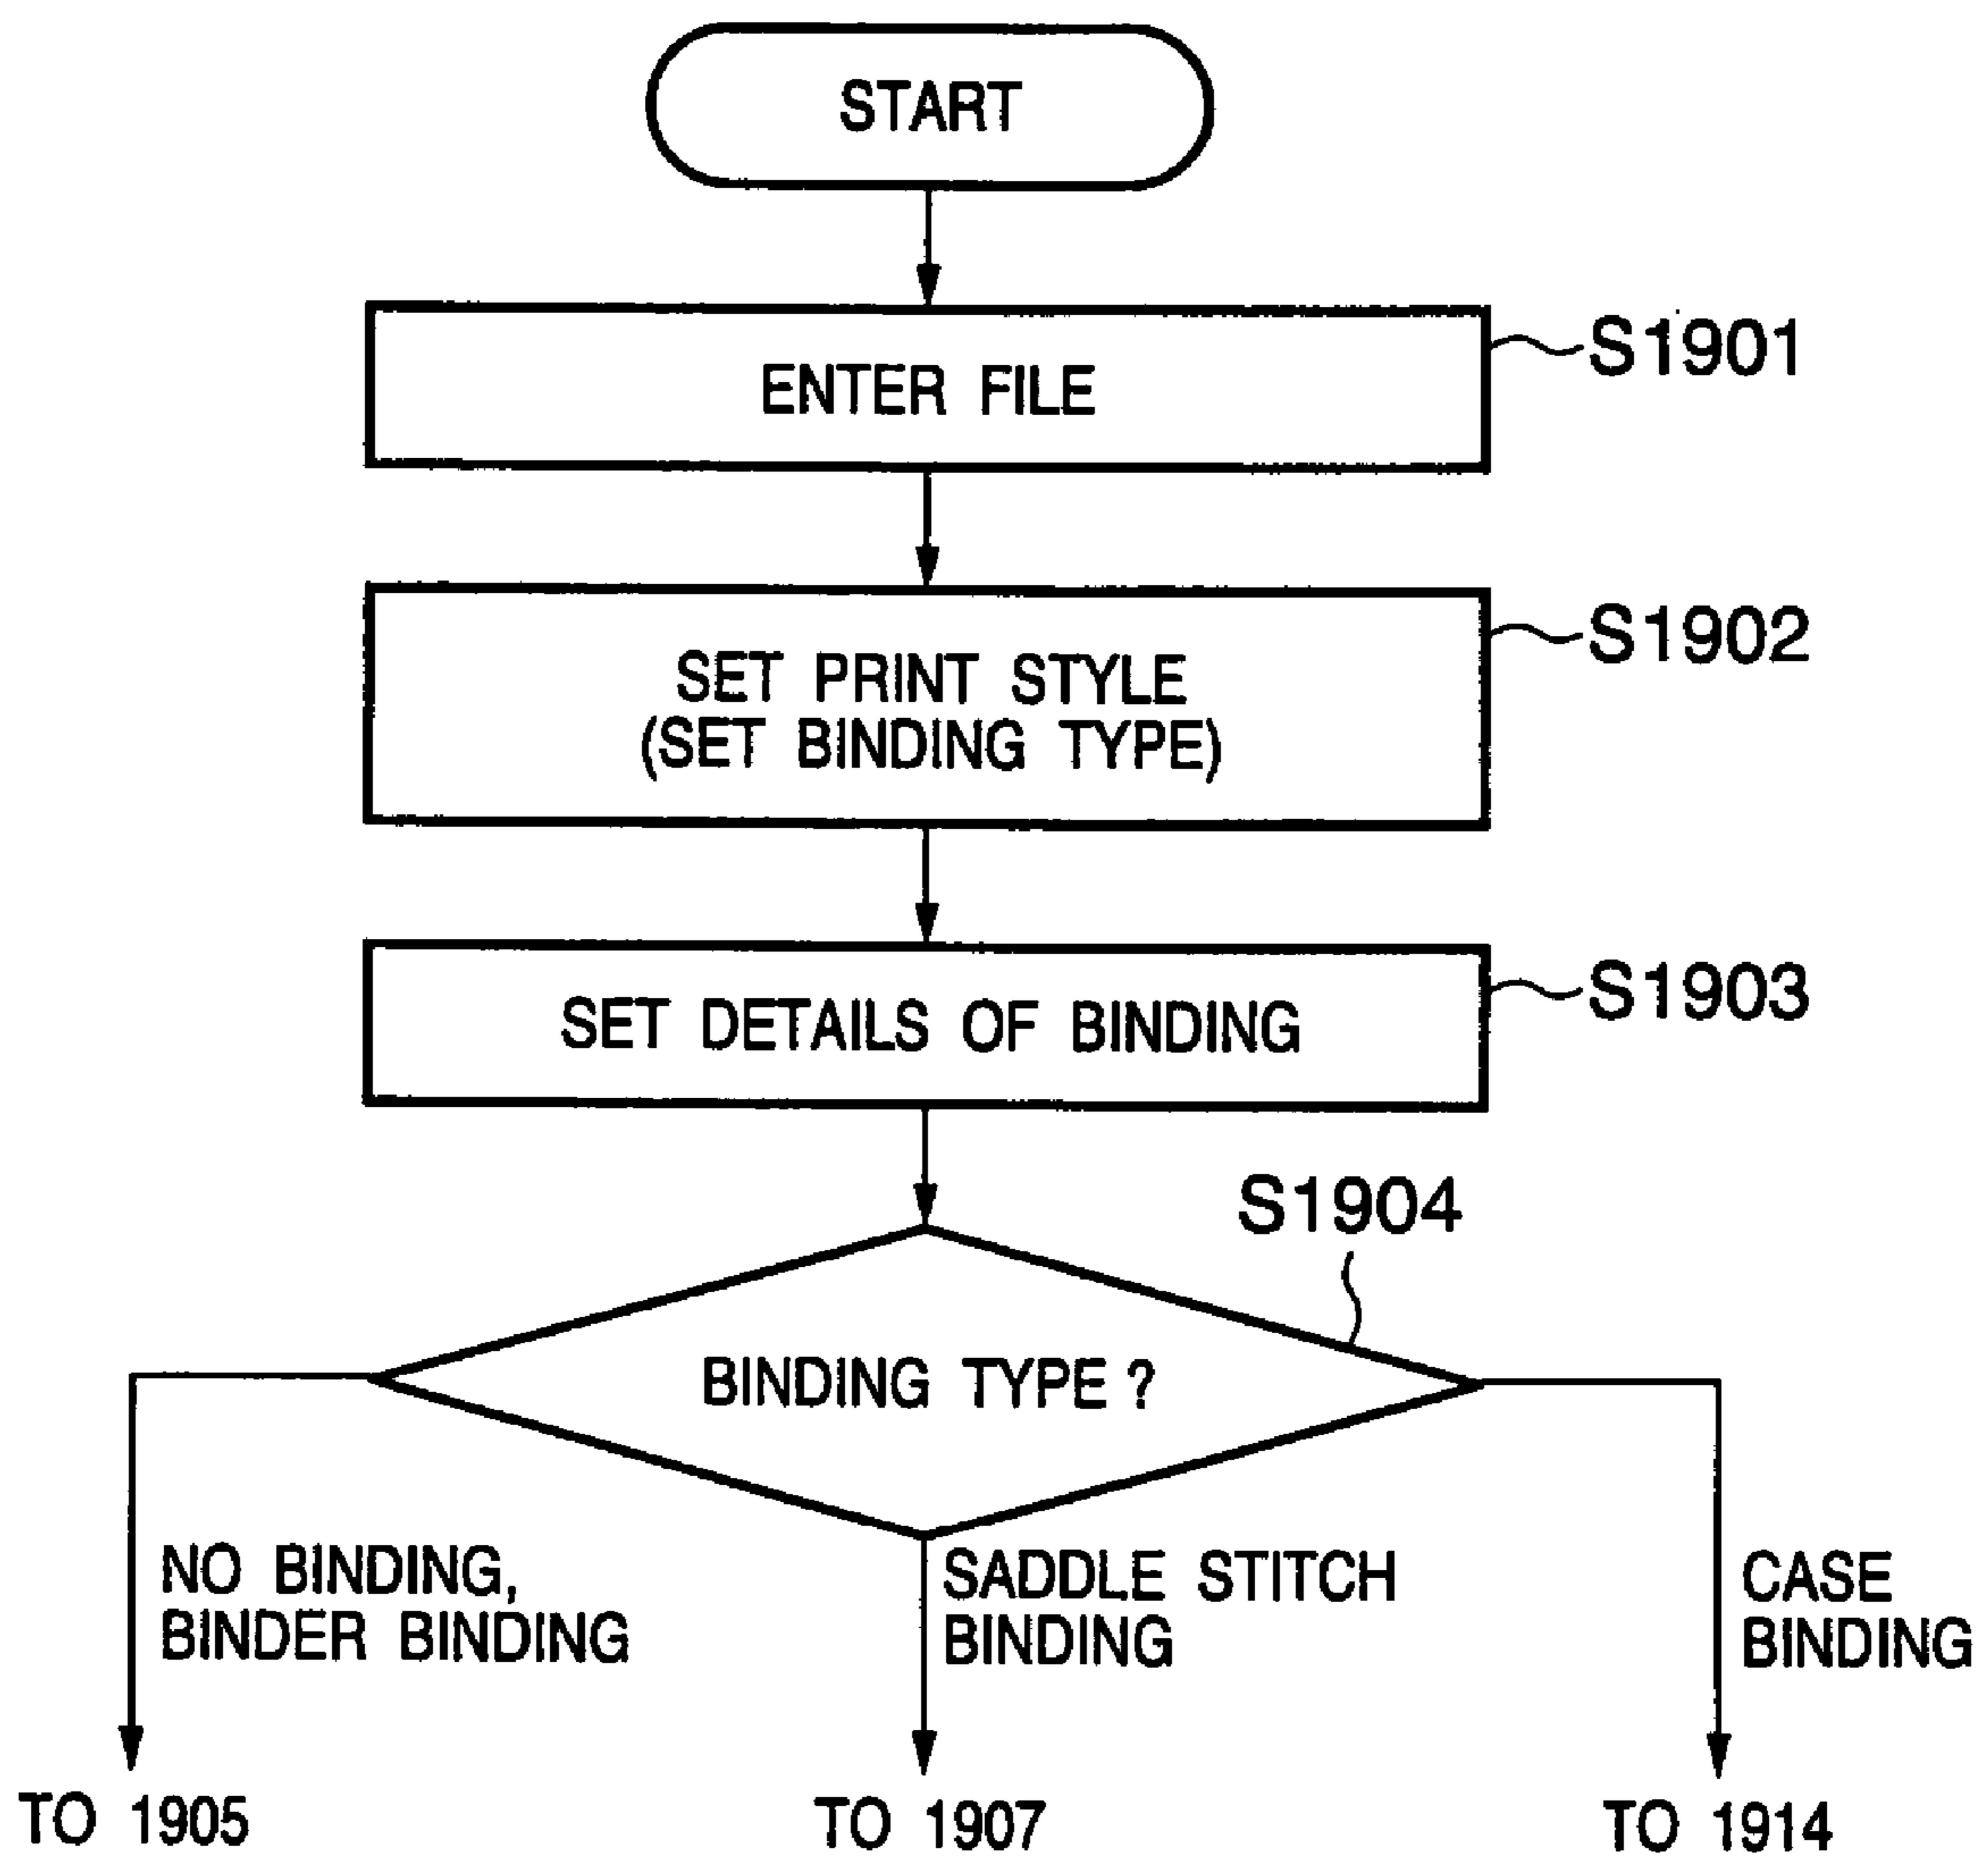 START
ENTER FILE
S1901
SET PRINT STYLE
(SET BINDING TYPE)
S1902
SET DETAILS OF BINDING
S1903
S1904
BINDING TYPE ?
NO BINDING,
BINDER BINDING
SADDLE STITCH
BINDING
CASE
BINDING
TO 1905
TO 1907
TO 1914